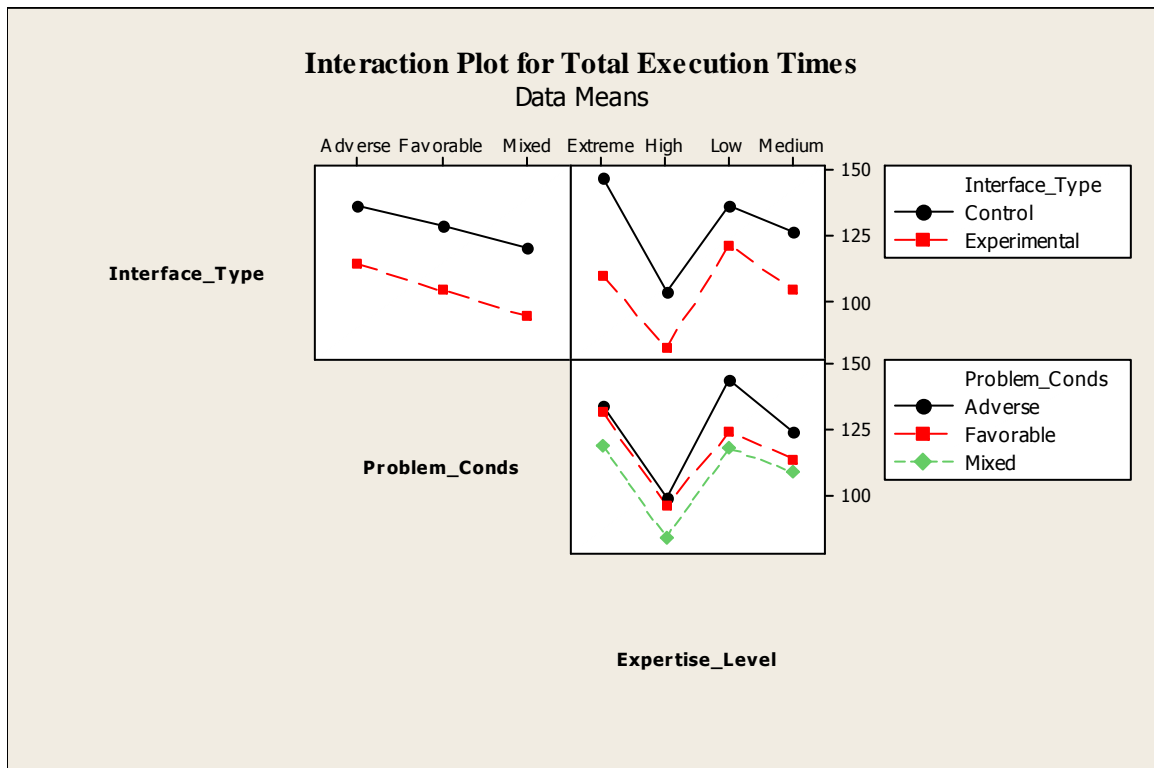 Interaction Plot for Total Execution Times
Data Means
Adverse Favorable Mixed Extreme High Low Medium
150
125
100
Interface_Type
Interface_Type
Control
Experimental
150
125
100
Problem_Conds
Problem_Conds
Adverse
Favorable
Mixed
Expertise_Level